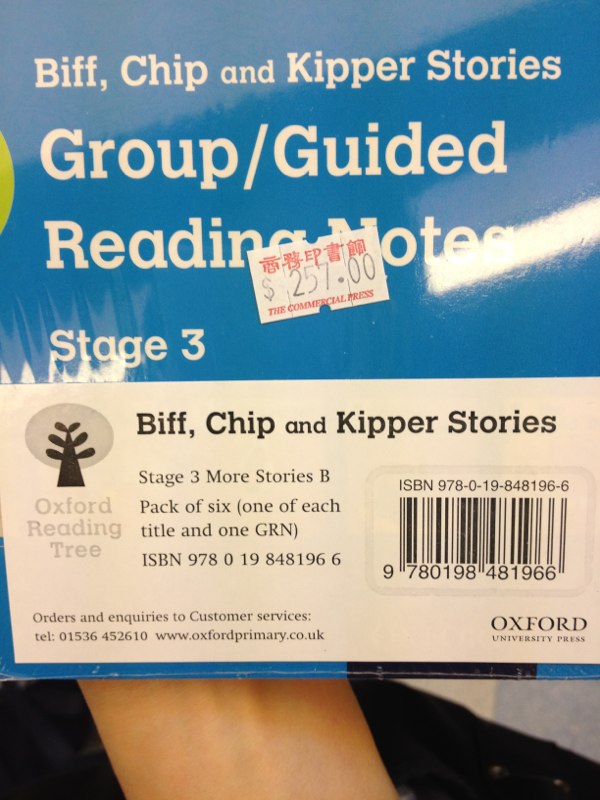 Biff, Chip and Kipper Stories
Group/Guided
Reading Notes
商務印書館
$ 257.00
THE COMMERCIAL PRESS
Stage 3
Biff, Chip and Kipper Stories
Oxford
Reading
Tree
Stage 3 More Stories B
Pack of six (one of each
title and one GRN)
ISBN 978 0 19 848196 6
ISBN 978-0-19-848196-6
9 780198 481966
Orders and enquiries to Customer services:
tel: 01536 452610 www.oxfordprimary.co.uk
OXFORD
UNIVERSITY PRESS